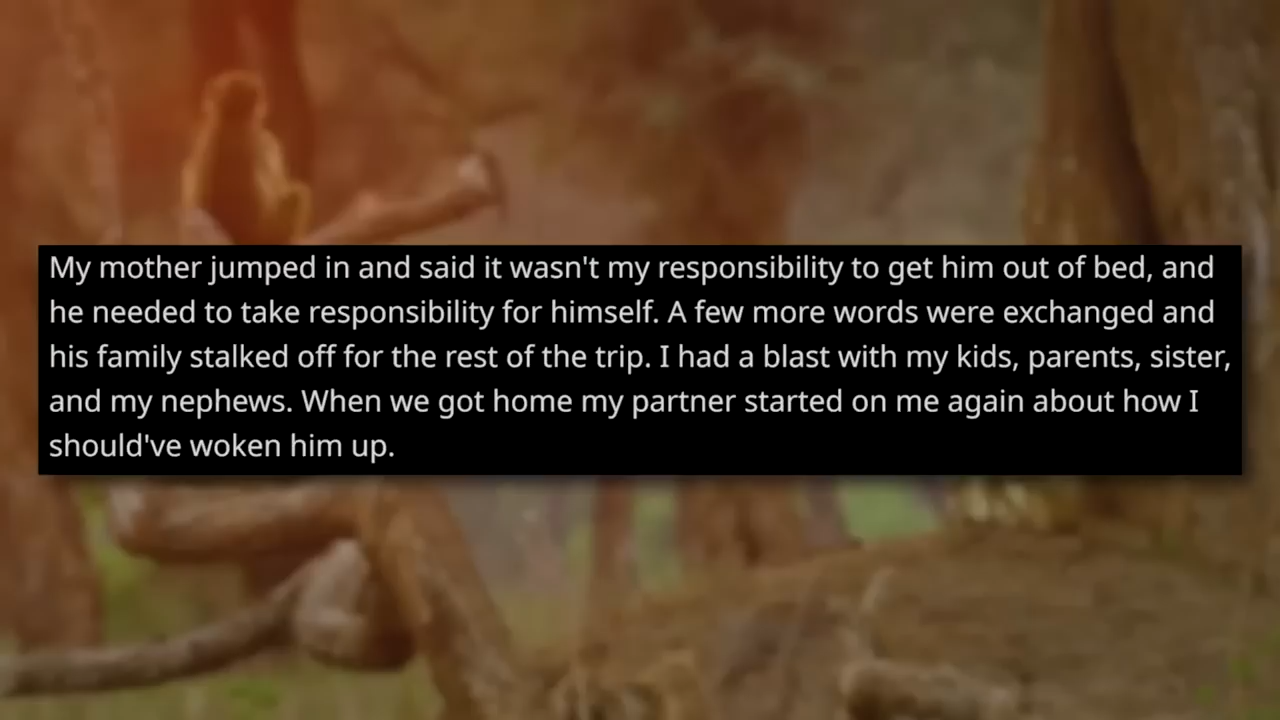 My mother jumped in and said it wasn't my responsibility to get him out of bed, and
he needed to take responsibility for himself. A few more words were exchanged and
his family stalked off for the rest of the trip. I had a blast with my kids, parents, sister,
and my nephews. When we got home my partner started on me again about how I
should've woken him up.